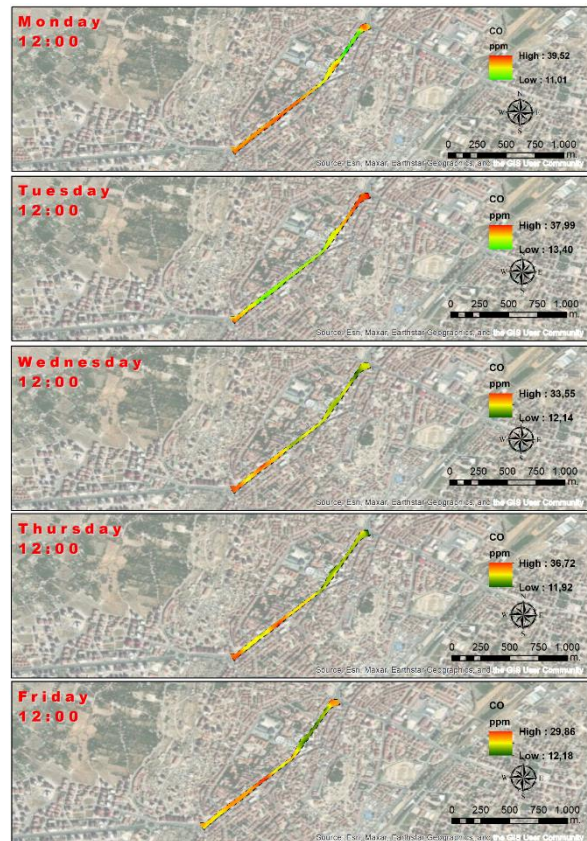 Monday
12:00
CO
ppm
High : 39,52
Low : 11,01
N
W E
S
0 250 500 750 1.000
m.
Source: Esri, Maxar, Earthstar Geographics, and the GIS User Community
Tuesday
12:00
CO
ppm
High : 37,99
Low : 13,40
W E
S
0 250 500 750 1.000
m.
Source: Esri, Maxar, Earthstar Geographics, and the GIS User Community
Wednesday
12:00
CO
ppm
High : 33,55
Low : 12,14
N
W E
S
0 250 500 750 1.000
m.
Source: Esri, Maxar, Earthstar Geographics, and the GIS User Community
Thursday
12:00
CO
ppm
High : 36,72
Low : 11,92
N
W E
S
0 250 500 750 1.000
m.
Source: Esri, Maxar, Earthstar Geographics, and the GIS User Community
Friday
12:00
CO
ppm
High : 29,86
Low : 12,18
N
W E
S
0 250 500 750 1.000
m.
Source: Esri, Maxar, Earthstar Geographics, and the GIS User Community